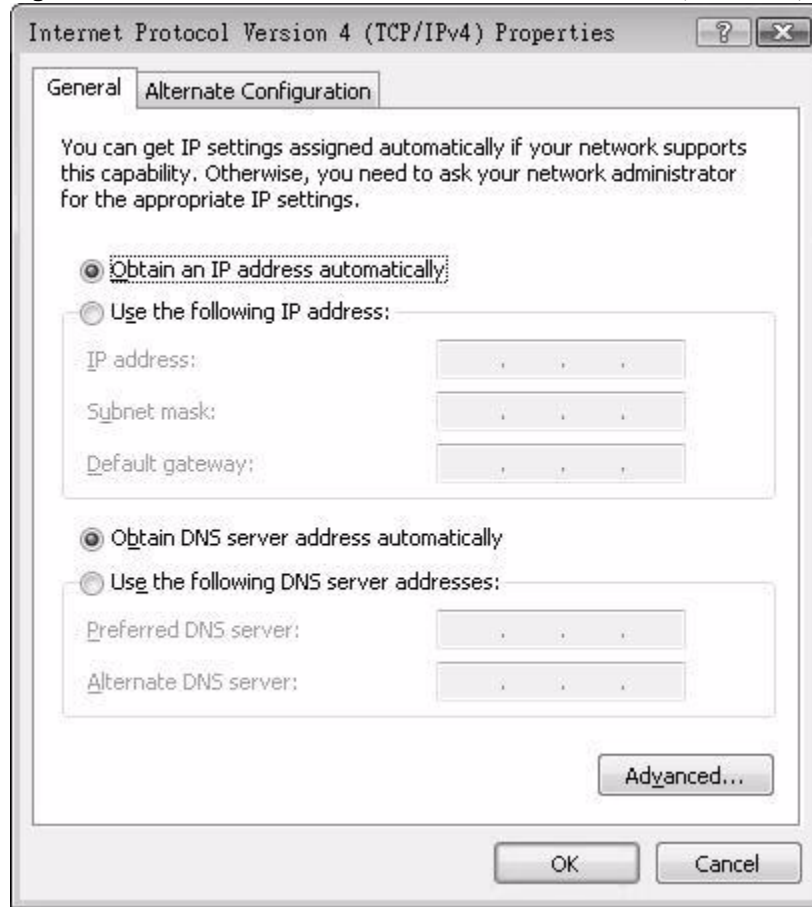 Internet Protocol Version 4 (TCP/IPv4) Properties
General
Alternate Configuration
You can get IP settings assigned automatically if your network supports
this capability. Otherwise, you need to ask your network administrator
for the appropriate IP settings.
Obtain an IP address automatically
Use the following IP address:
IP address:
Subnet mask:
Default gateway:
Obtain DNS server address automatically
Use the following DNS server addresses:
Preferred DNS server:
Alternate DNS server:
Advanced...
OK
Cancel